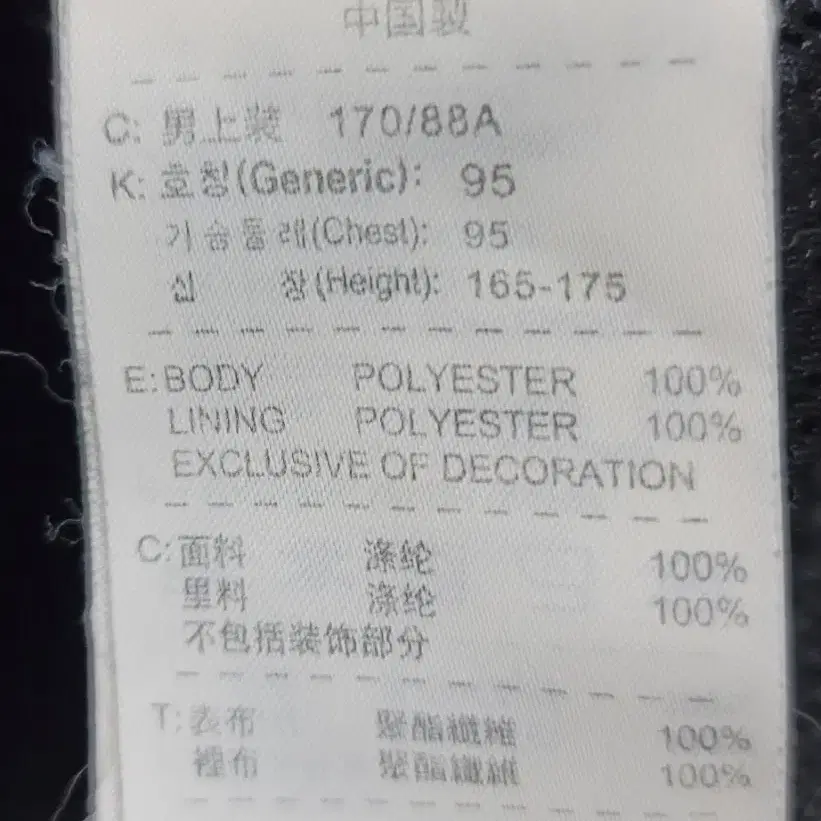 中国製
C: 男上装 170/88A
K: 호칭(Generic): 95
가슴둘레(Chest): 95
신 장(Height): 165-175
E: BODY POLYESTER 100%
LINING POLYESTER 100%
EXCLUSIVE OF DECORATION
C: 面料 涤纶 100%
里料 涤纶 100%
不包括装饰部分
T: 表布 聚酯纖維 100%
裡布 聚酯纖維 100%